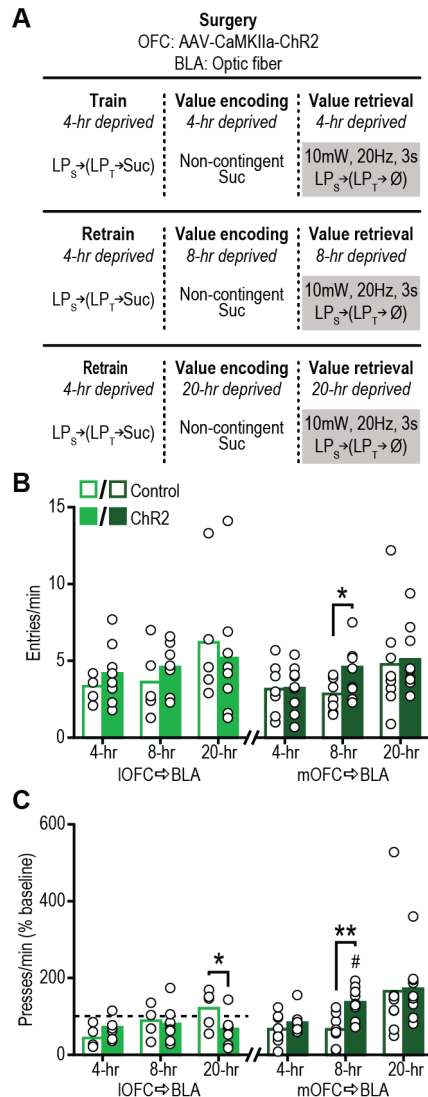 A
Surgery
OFC: AAV-CaMKIIa-ChR2
BLA: Optic fiber
Train Value encoding Value retrieval
4-hr deprived 4-hr deprived 4-hr deprived
LPS→(LPT→Suc) Non-contingent Suc 10mW, 20Hz, 3s LPS→(LPT→ Ø)
Retrain Value encoding Value retrieval
4-hr deprived 8-hr deprived 8-hr deprived
LPS→(LPT→Suc) Non-contingent Suc 10mW, 20Hz, 3s LPS→(LPT→ Ø)
Retrain Value encoding Value retrieval
4-hr deprived 20-hr deprived 20-hr deprived
LPS→(LPT→Suc) Non-contingent Suc 10mW, 20Hz, 3s LPS→(LPT→ Ø)
B
/ Control
/ ChR2
Entries/min
15
10
5
0
*
4-hr 8-hr 20-hr // 4-hr 8-hr 20-hr
lOFC⇨BLA mOFC⇨BLA
C
Presses/min (% baseline)
600
400
200
0
*
**
#
4-hr 8-hr 20-hr // 4-hr 8-hr 20-hr
lOFC⇨BLA mOFC⇨BLA